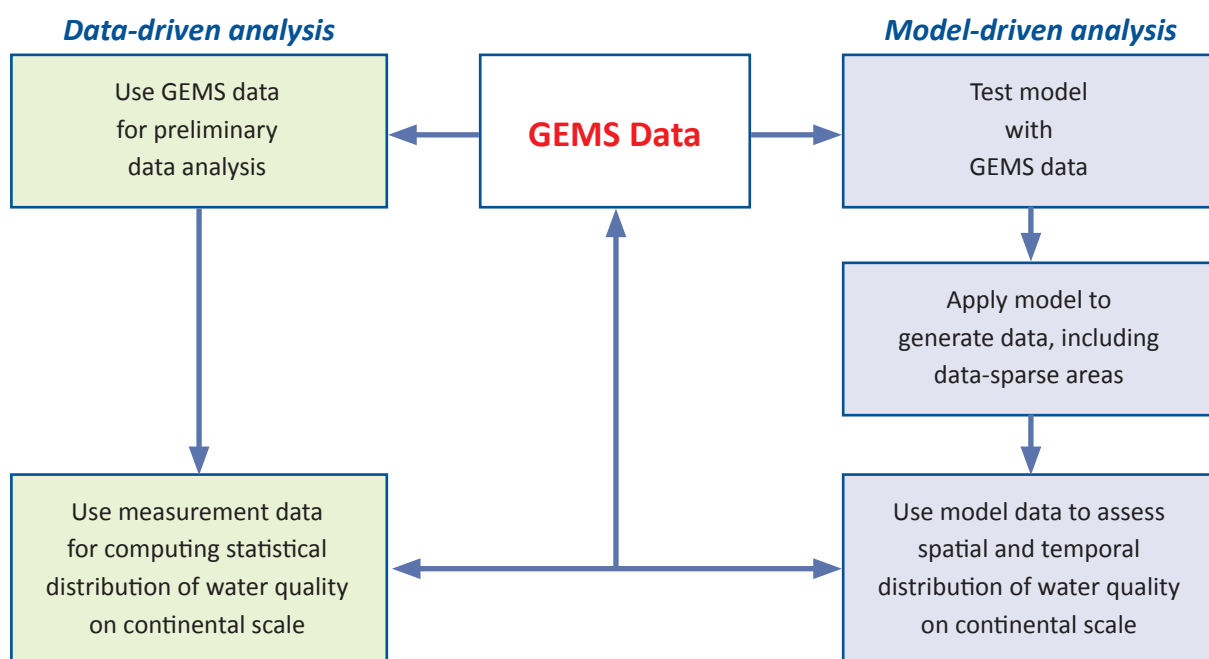 Data-driven analysis
Model-driven analysis
Use GEMS data
for preliminary
data analysis
GEMS Data
Test model
with
GEMS data
Apply model to
generate data, including
data-sparse areas
Use measurement data
for computing statistical
distribution of water quality
on continental scale
Use model data to assess
spatial and temporal
distribution of water quality
on continental scale